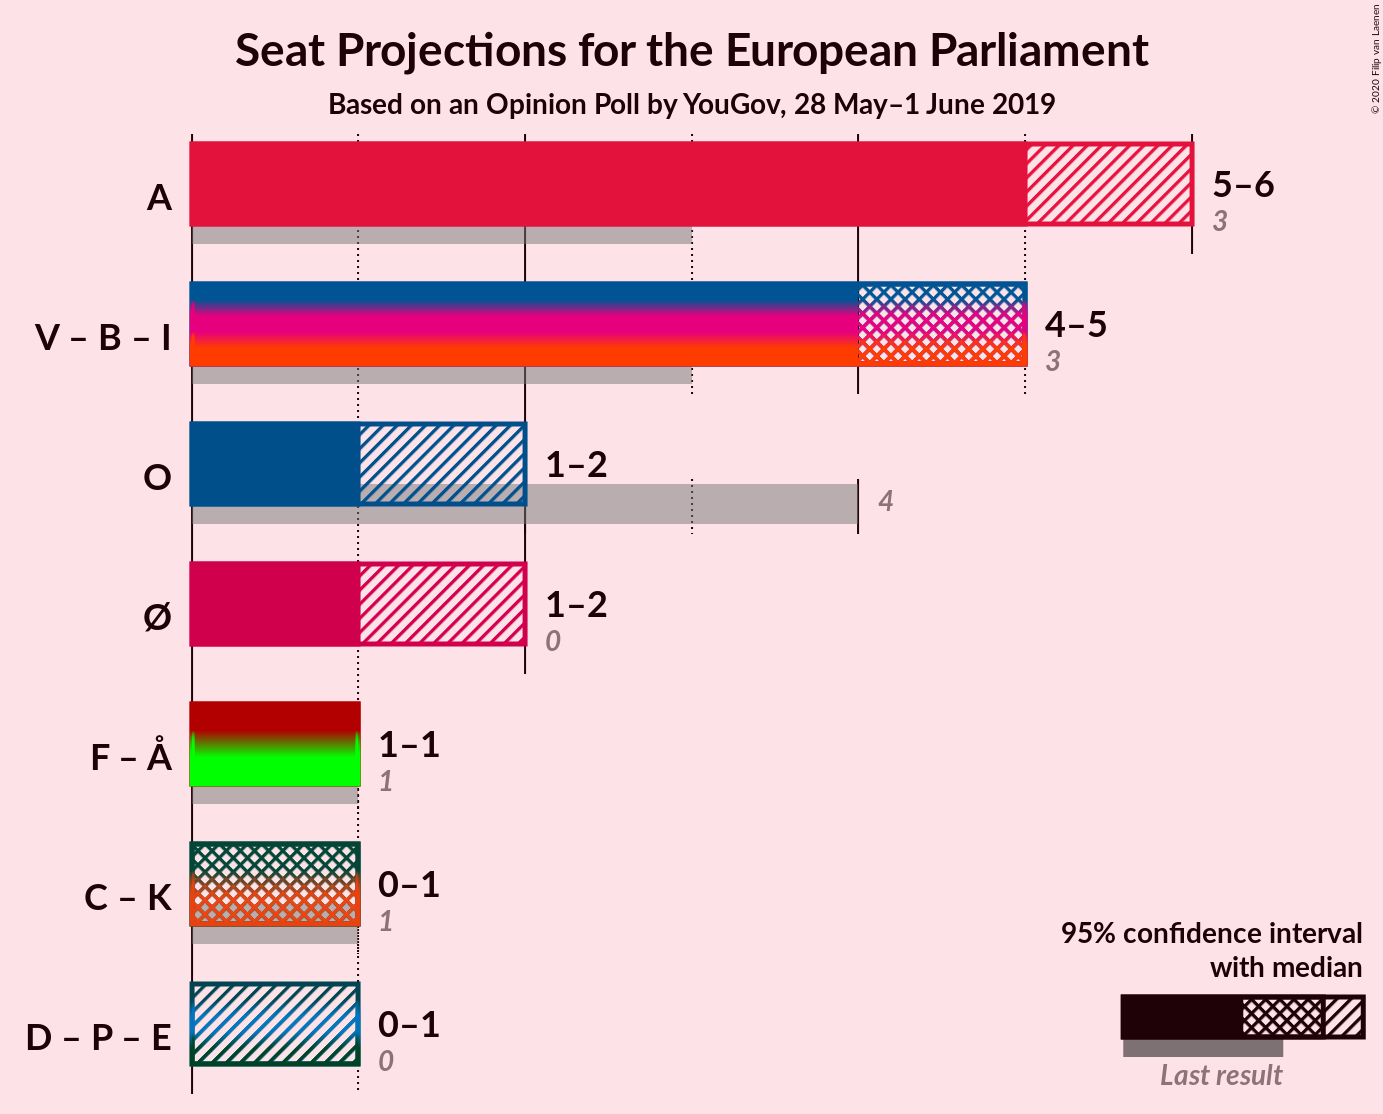 Seat Projections for the European Parliament
Based on an Opinion Poll by YouGov, 28 May–1 June 2019
© 2020 Filip van Laenen
A
5–6
3
V – B – I
4–5
3
O
1–2
4
Ø
1–2
0
F – Å
1–1
1
C – K
0–1
1
D – P – E
0–1
0
95% confidence interval
with median
Last result